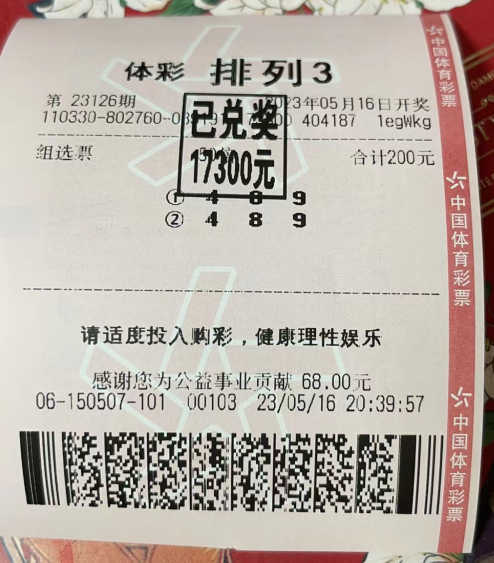 体彩 排列3
第 23126期 2023年05月16日开奖
110330-802760-0 404187 1egWkg
已兑奖
17300元
组选票 合计200元
① 4 8 9
② 4 8 9
请适度投入购彩，健康理性娱乐
感谢您为公益事业贡献 68.00元
06-150507-101 00103 23/05/16 20:39:57
中国体育彩票
中国体育彩票
中国体育彩票